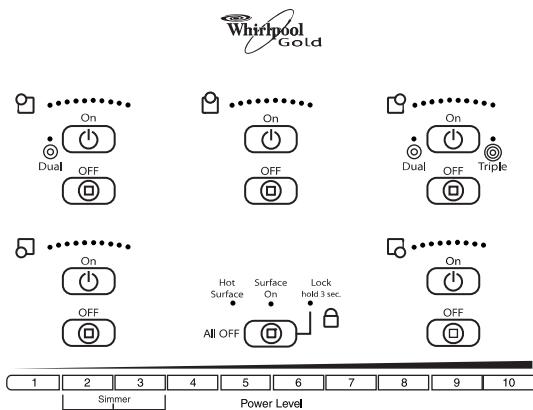 Whirlpool
Gold
On
Dual
OFF
On
OFF
On
Dual
Triple
OFF
On
OFF
Hot Surface
Surface On
Lock
hold 3 sec.
All OFF
On
OFF
1 2 3 4 5 6 7 8 9 10
Simmer
Power Level